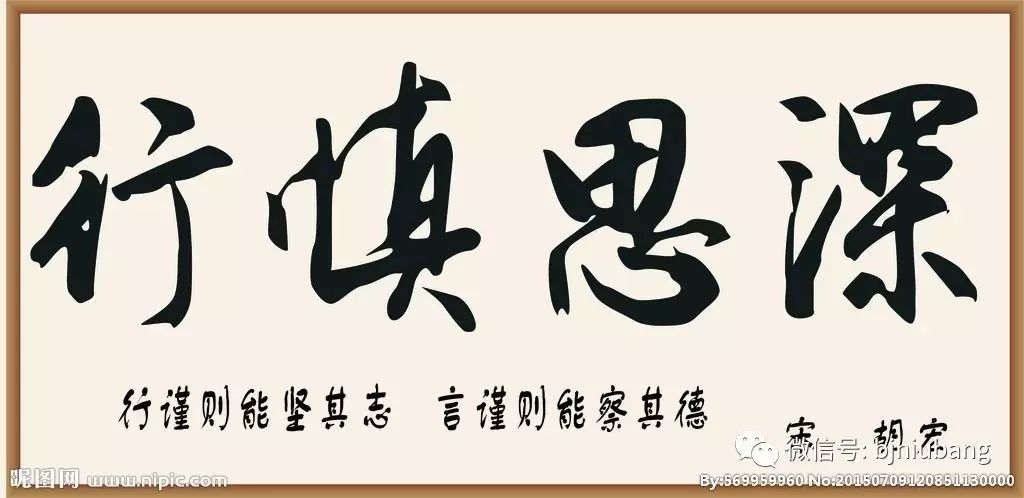 深思慎行
行谨则能坚其志 言谨则能察其德
宋 胡宏
微信号: bjniubang
昵图网 www.nipic.com
By:569959960 No:20150709120851130000